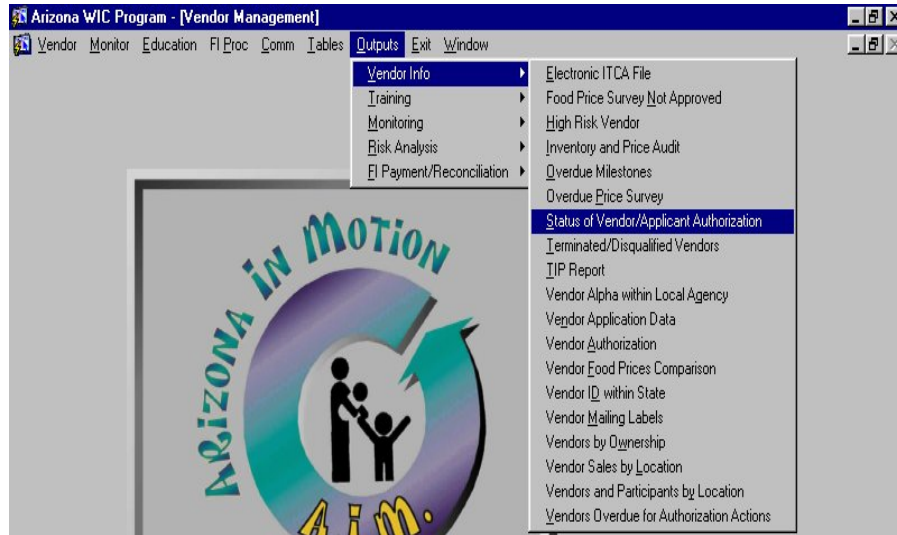 Arizona WIC Program - [Vendor Management]
Vendor Monitor Education FI Proc Comm Tables Outputs Exit Window
Vendor Info
Training
Monitoring
Risk Analysis
FI Payment/Reconciliation
Electronic ITCA File
Food Price Survey Not Approved
High Risk Vendor
Inventory and Price Audit
Overdue Milestones
Overdue Price Survey
Status of Vendor/Applicant Authorization
Terminated/Disqualified Vendors
TIP Report
Vendor Alpha within Local Agency
Vendor Application Data
Vendor Authorization
Vendor Food Prices Comparison
Vendor ID within State
Vendor Mailing Labels
Vendors by Ownership
Vendor Sales by Location
Vendors and Participants by Location
Vendors Overdue for Authorization Actions
ARIZONA IN MOTION
A.i.M.